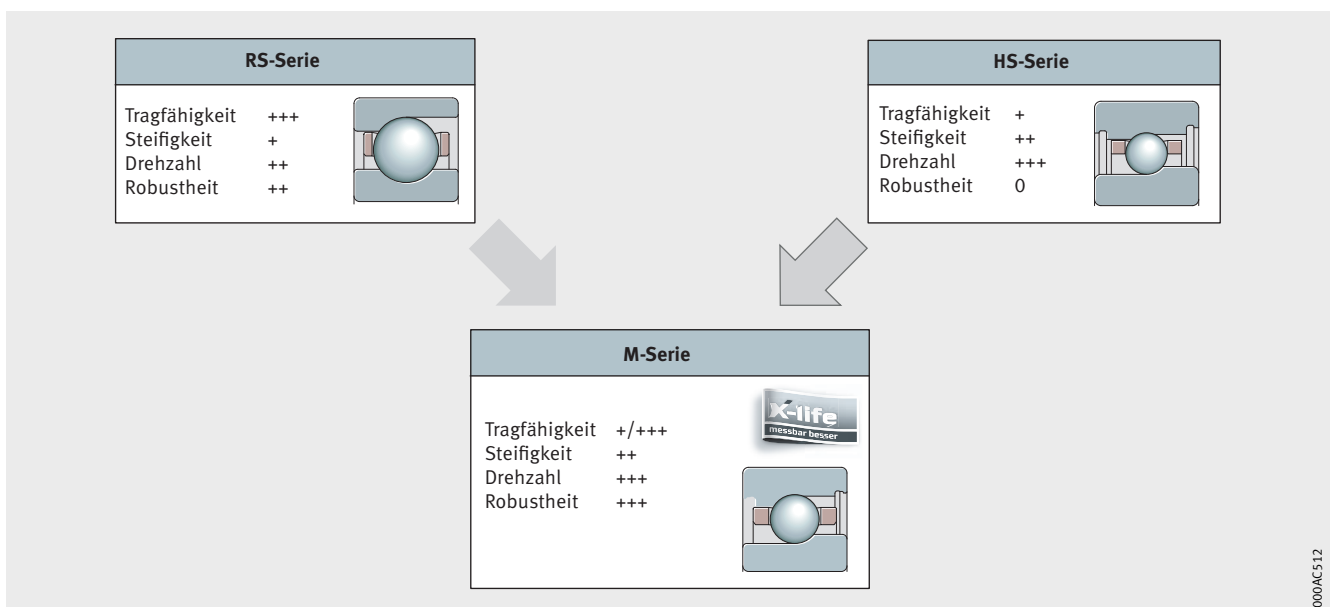 RS-Serie
Tragfähigkeit +++
Steifigkeit +
Drehzahl ++
Robustheit ++
HS-Serie
Tragfähigkeit +
Steifigkeit ++
Drehzahl +++
Robustheit 0
M-Serie
X-life
messbar besser
Tragfähigkeit +/+++
Steifigkeit ++
Drehzahl +++
Robustheit +++
000AC512